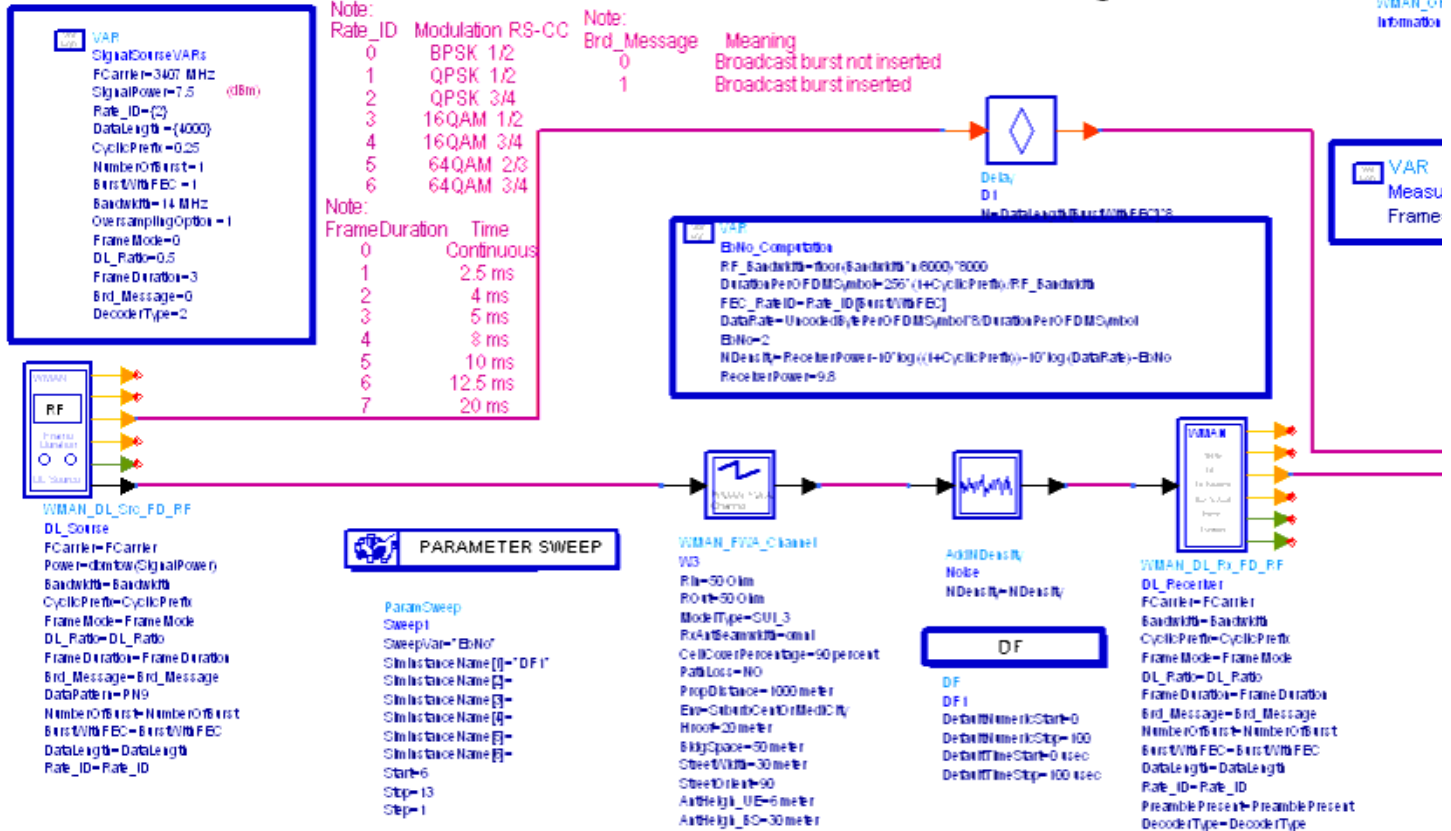 WMAN_O
Information
VAR
SignalSourceVARs
FCarrier=3407 MHz
SignalPower=7.5 (dBm)
Rate_ID={2}
DataLength={4000}
CyclicPrefix=0.25
NumberOfBurst=1
BurstWithFEC=1
Bandwidth=14 MHz
OversamplingOption=1
FrameMode=0
DL_Ratio=0.5
FrameDuration=3
Brd_Message=0
DecoderType=2
Note:
Rate_ID Modulation RS-CC
0 BPSK 1/2
1 QPSK 1/2
2 QPSK 3/4
3 16QAM 1/2
4 16QAM 3/4
5 64QAM 2/3
6 64QAM 3/4
Note:
FrameDuration Time
0 Continuous
1 2.5 ms
2 4 ms
3 5 ms
4 8 ms
5 10 ms
6 12.5 ms
7 20 ms
Note:
Brd_Message Meaning
0 Broadcast burst not inserted
1 Broadcast burst inserted
Delay
D1
N=DataLength[BurstWithFEC]*8
VAR
Measu
Frame
VAR
EbNo_Computation
RF_Bandwidth=floor(Bandwidth*n/8000)*8000
DurationPerOFDMSymbol=256*(1+CyclicPrefix)/RF_Bandwidth
FEC_RateID=Rate_ID[BurstWithFEC]
DataRate=UncodedBytePerOFDMSymbol*8/DurationPerOFDMSymbol
EbNo=2
NDensity=ReceiverPower-10*log((1+CyclicPrefix))-10*log(DataRate)-EbNo
ReceiverPower=9.8
WMAN
RF
Frame
Duration
DL Source
WMAN_DL_Src_FD_RF
DL_Source
FCarrier=FCarrier
Power=dbmtow(SignalPower)
Bandwidth=Bandwidth
CyclicPrefix=CyclicPrefix
FrameMode=FrameMode
DL_Ratio=DL_Ratio
FrameDuration=FrameDuration
Brd_Message=Brd_Message
DataPattern=PN9
NumberOfBurst=NumberOfBurst
BurstWithFEC=BurstWithFEC
DataLength=DataLength
Rate_ID=Rate_ID
PARAMETER SWEEP
ParamSweep
Sweep1
SweepVar="EbNo"
SimInstanceName[1]="DF1"
SimInstanceName[2]=
SimInstanceName[3]=
SimInstanceName[4]=
SimInstanceName[5]=
SimInstanceName[6]=
Start=6
Stop=13
Step=1
WMAN_FWA_Channel
W3
RIn=50 Ohm
ROut=50 Ohm
ModelType=SUI_3
RxAntBeamwidth=omni
CellCoverPercentage=90 percent
PathLoss=NO
PropDistance=1000 meter
Env=SuburbCentOrMediCity
Hroof=20 meter
BldgSpace=50 meter
StreetWidth=30 meter
StreetOrient=90
AntHeigh_UE=6 meter
AntHeigh_BS=30 meter
AddNDensity
Noise
NDensity=NDensity
DF
DF
DF1
DefaultNumericStart=0
DefaultNumericStop=100
DefaultTimeStart=0 usec
DefaultTimeStop=100 usec
WMAN
WMAN_DL_Rx_FD_RF
DL_Receiver
FCarrier=FCarrier
Bandwidth=Bandwidth
CyclicPrefix=CyclicPrefix
FrameMode=FrameMode
DL_Ratio=DL_Ratio
FrameDuration=FrameDuration
Brd_Message=Brd_Message
NumberOfBurst=NumberOfBurst
BurstWithFEC=BurstWithFEC
DataLength=DataLength
Rate_ID=Rate_ID
PreamblePresent=PreamblePresent
DecoderType=DecoderType